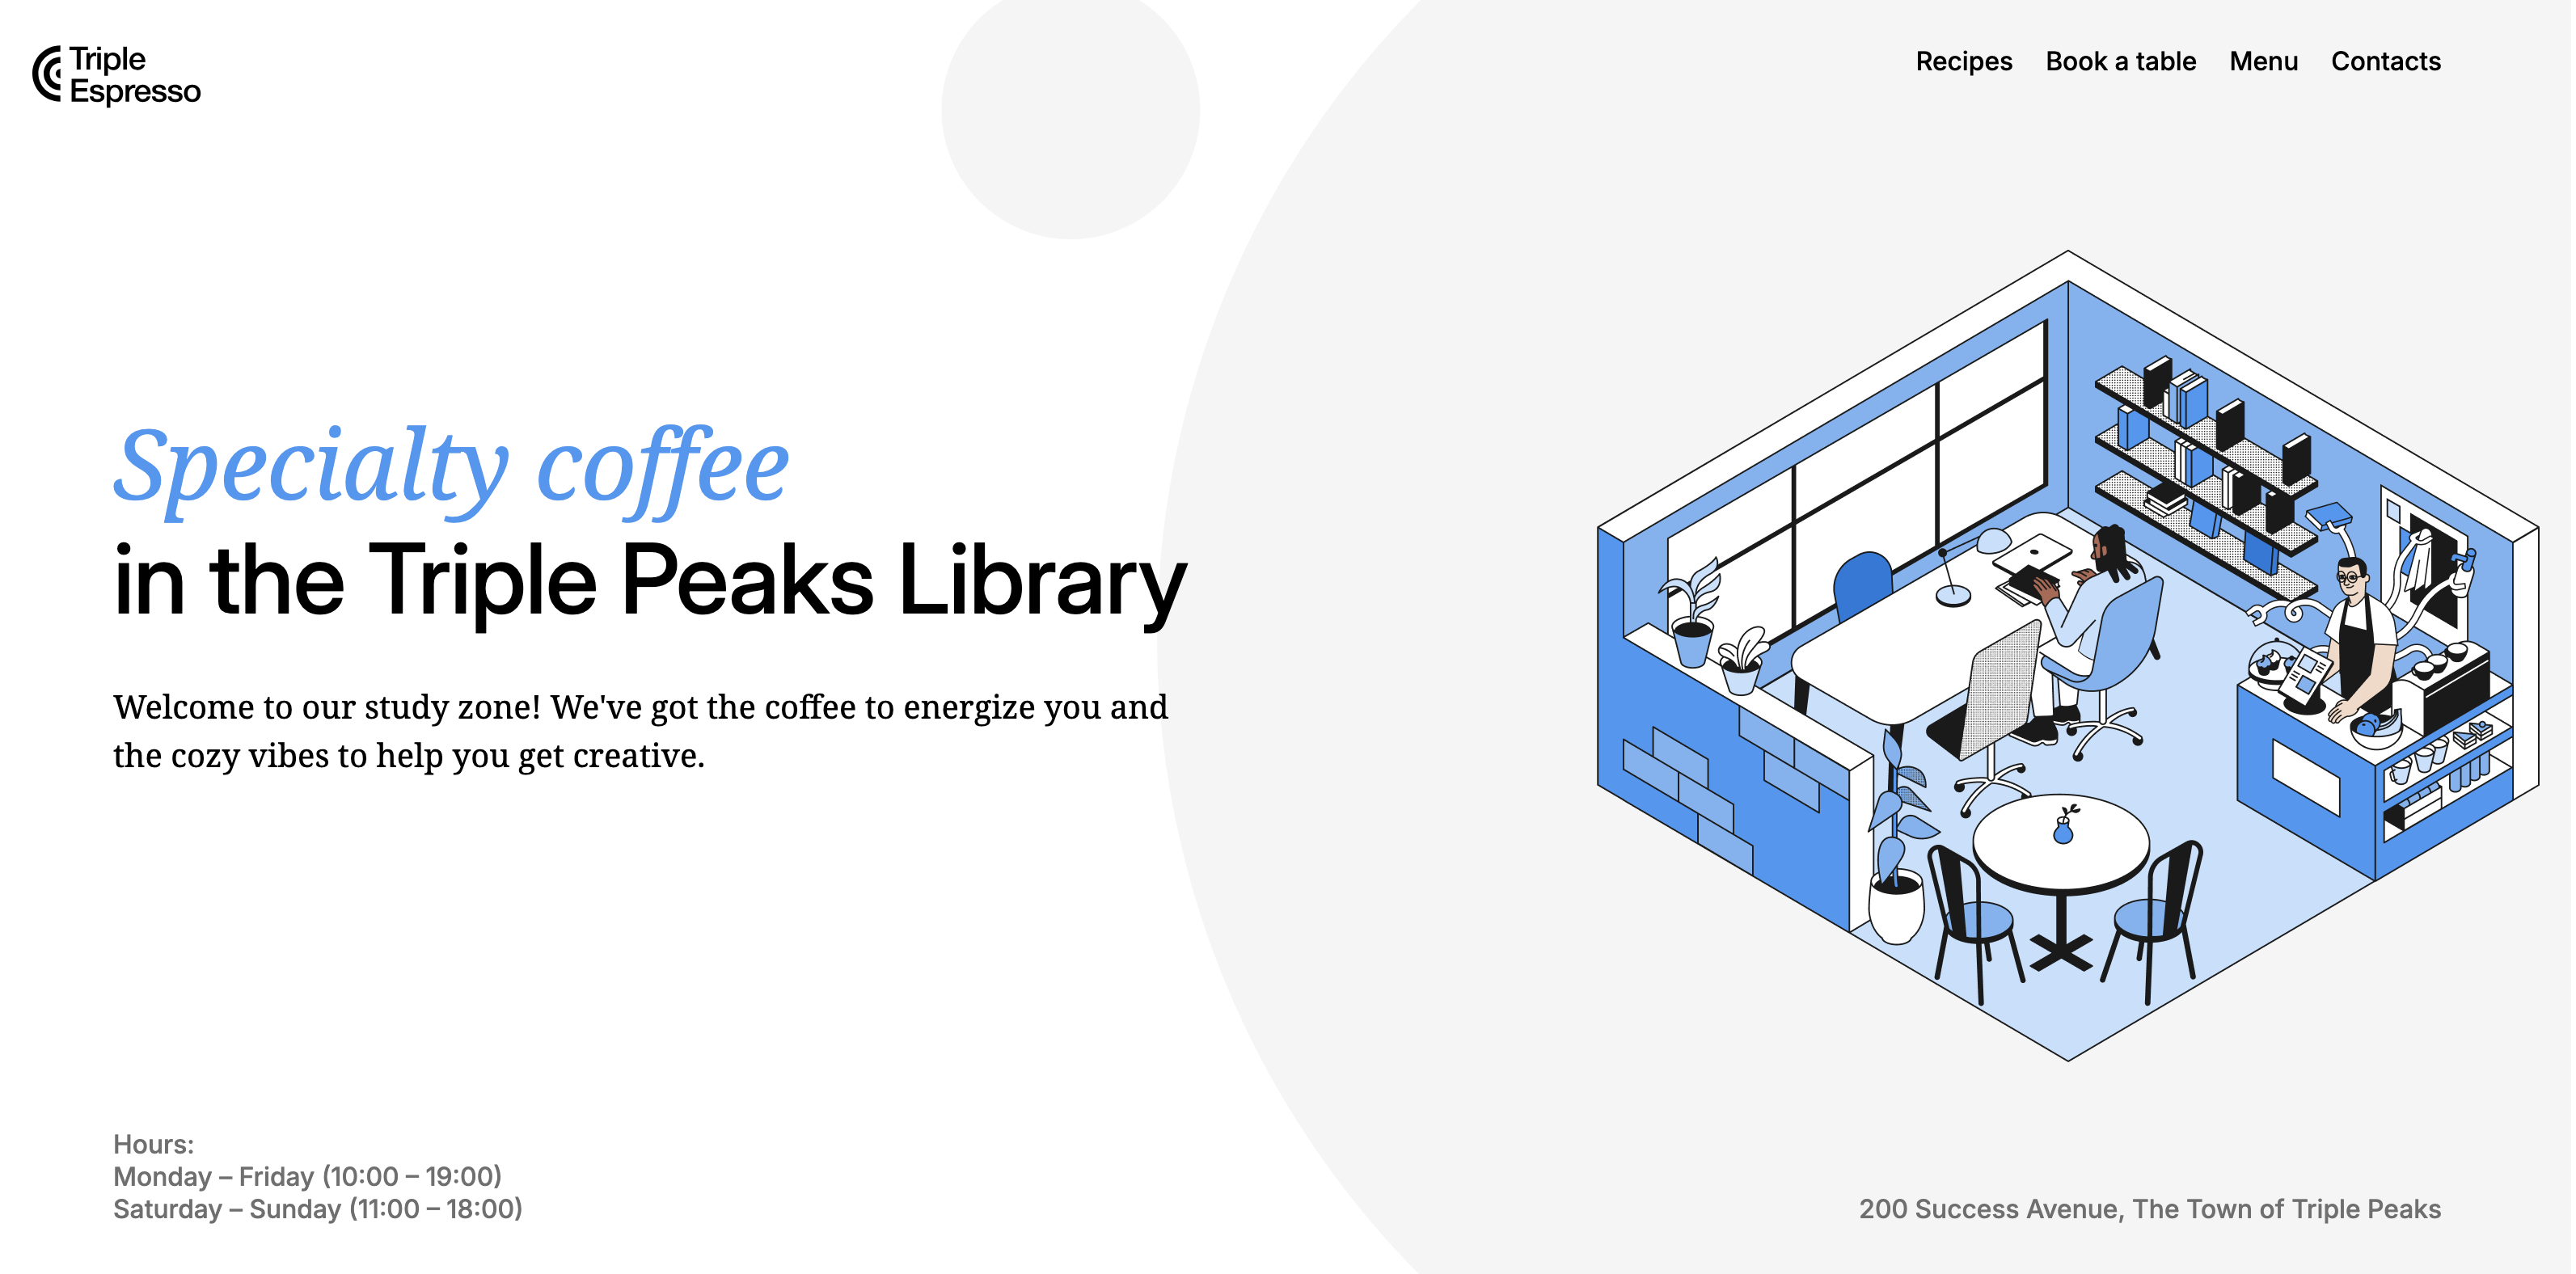 Triple
Espresso
Recipes Book a table Menu Contacts
Specialty coffee
in the Triple Peaks Library
Welcome to our study zone! We've got the coffee to energize you and
the cozy vibes to help you get creative.
Hours:
Monday – Friday (10:00 – 19:00)
Saturday – Sunday (11:00 – 18:00)
200 Success Avenue, The Town of Triple Peaks